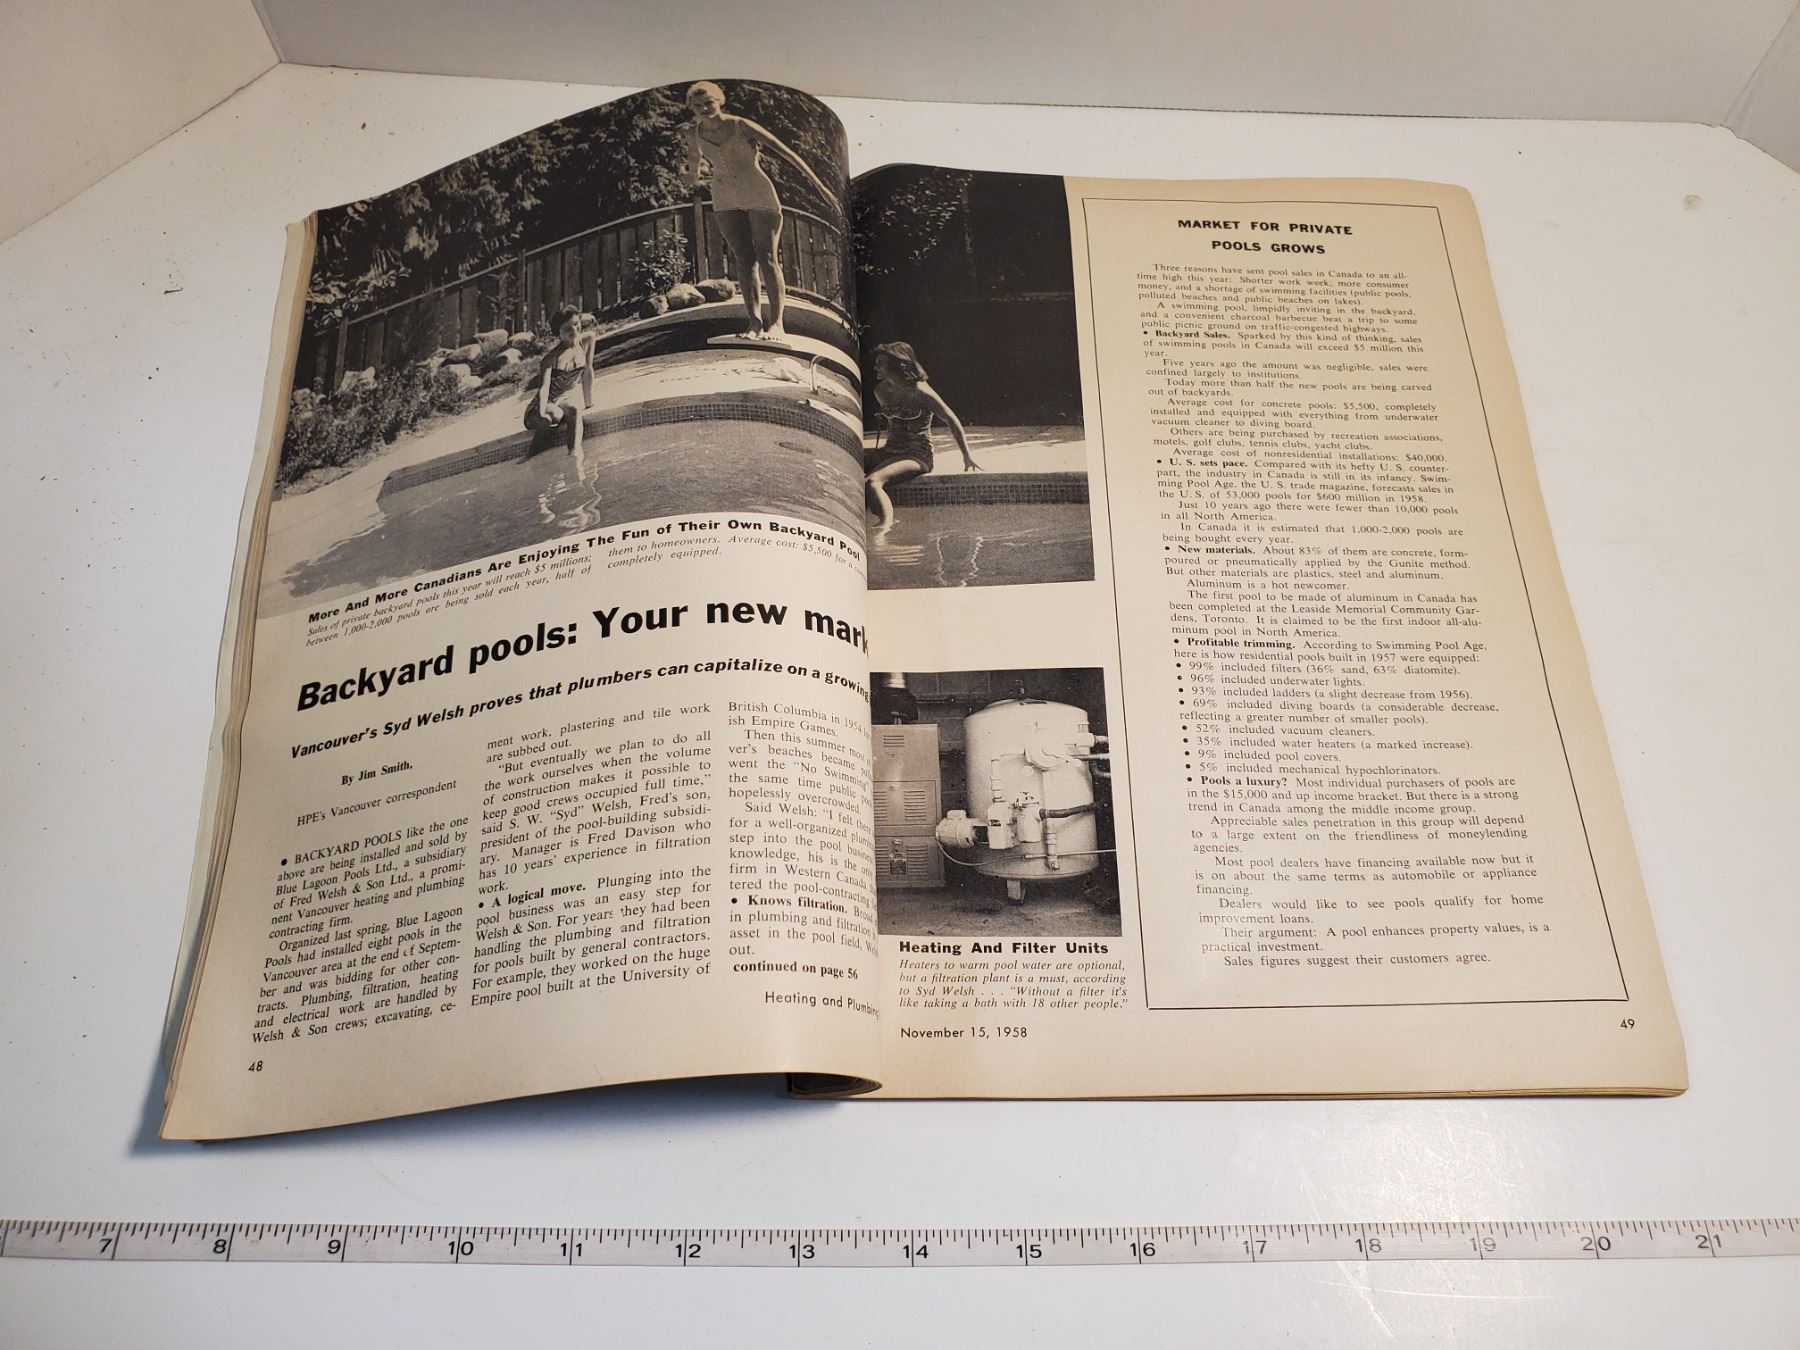 More And More Canadians Are Enjoying The Fun of Their Own Backyard Pool
Sales of private backyard pools this year will reach $5 millions;
between 1,000-2,000 pools are being sold each year, half of
them to homeowners. Average cost: $5,500 for a
completely equipped.
Backyard pools: Your new mark
Vancouver's Syd Welsh proves that plumbers can capitalize on a growing
By Jim Smith,
HPE's Vancouver correspondent
• BACKYARD POOLS like the one
above are being installed and sold by
Blue Lagoon Pools Ltd., a subsidiary
of Fred Welsh & Son Ltd., a promi-
nent Vancouver heating and plumbing
contracting firm.
Organized last spring, Blue Lagoon
Pools had installed eight pools in the
Vancouver area at the end of Septem-
ber and was bidding for other con-
tracts. Plumbing, filtration, heating
and electrical work are handled by
Welsh & Son crews; excavating, ce-
ment work, plastering and tile work
are subbed out.
"But eventually we plan to do all
the work ourselves when the volume
of construction makes it possible to
keep good crews occupied full time,"
said S. W. "Syd" Welsh, Fred's son,
president of the pool-building subsidi-
ary. Manager is Fred Davison who
has 10 years' experience in filtration
work.
• A logical move. Plunging into the
pool business was an easy step for
Welsh & Son. For years they had been
handling the plumbing and filtration
for pools built by general contractors.
For example, they worked on the huge
Empire pool built at the University of
British Columbia in 1954
ish Empire Games.
Then this summer
ver's beaches became
went the "No Swimming"
the same time public
hopelessly overcrowded.
Said Welsh: "I felt
for a well-organized
step into the pool
knowledge, his is the
firm in Western Canada
tered the pool-contracting
• Knows filtration.
in plumbing and filtration
asset in the pool field,
out.
continued on page 56
Heating and Plumbing
48
Heating And Filter Units
Heaters to warm pool water are optional,
but a filtration plant is a must, according
to Syd Welsh . . . "Without a filter it's
like taking a bath with 18 other people."
November 15, 1958
MARKET FOR PRIVATE
POOLS GROWS
Three reasons have sent pool sales in Canada to an all-
time high this year: Shorter work week; more consumer
money, and a shortage of swimming facilities (public pools,
polluted beaches and public beaches on lakes).
A swimming pool, limpidly inviting in the backyard,
and a convenient charcoal barbecue beat a trip to some
public picnic ground on traffic-congested highways.
• Backyard Sales. Sparked by this kind of thinking, sales
of swimming pools in Canada will exceed $5 million this
year.
Five years ago the amount was negligible, sales were
confined largely to institutions.
Today more than half the new pools are being carved
out of backyards.
Average cost for concrete pools: $5,500, completely
installed and equipped with everything from underwater
vacuum cleaner to diving board.
Others are being purchased by recreation associations,
motels, golf clubs, tennis clubs, yacht clubs.
Average cost of nonresidential installations: $40,000.
• U. S. sets pace. Compared with its hefty U. S. counter-
part, the industry in Canada is still in its infancy. Swim-
ming Pool Age, the U. S. trade magazine, forecasts sales in
the U. S. of 53,000 pools for $600 million in 1958.
Just 10 years ago there were fewer than 10,000 pools
in all North America.
In Canada it is estimated that 1,000-2,000 pools are
being bought every year.
• New materials. About 83% of them are concrete, form-
poured or pneumatically applied by the Gunite method.
But other materials are plastics, steel and aluminum.
Aluminum is a hot newcomer.
The first pool to be made of aluminum in Canada has
been completed at the Leaside Memorial Community Gar-
dens, Toronto. It is claimed to be the first indoor all-alu-
minum pool in North America.
• Profitable trimming. According to Swimming Pool Age,
here is how residential pools built in 1957 were equipped:
• 99% included filters (36% sand, 63% diatomite).
• 96% included underwater lights.
• 93% included ladders (a slight decrease from 1956).
• 69% included diving boards (a considerable decrease,
reflecting a greater number of smaller pools).
• 52% included vacuum cleaners.
• 35% included water heaters (a marked increase).
• 9% included pool covers.
• 5% included mechanical hypochlorinators.
• Pools a luxury? Most individual purchasers of pools are
in the $15,000 and up income bracket. But there is a strong
trend in Canada among the middle income group.
Appreciable sales penetration in this group will depend
to a large extent on the friendliness of moneylending
agencies.
Most pool dealers have financing available now but it
is on about the same terms as automobile or appliance
financing.
Dealers would like to see pools qualify for home
improvement loans.
Their argument: A pool enhances property values, is a
practical investment.
Sales figures suggest their customers agree.
49
7 8 9 10 11 12 13 14 15 16 17 18 19 20 21